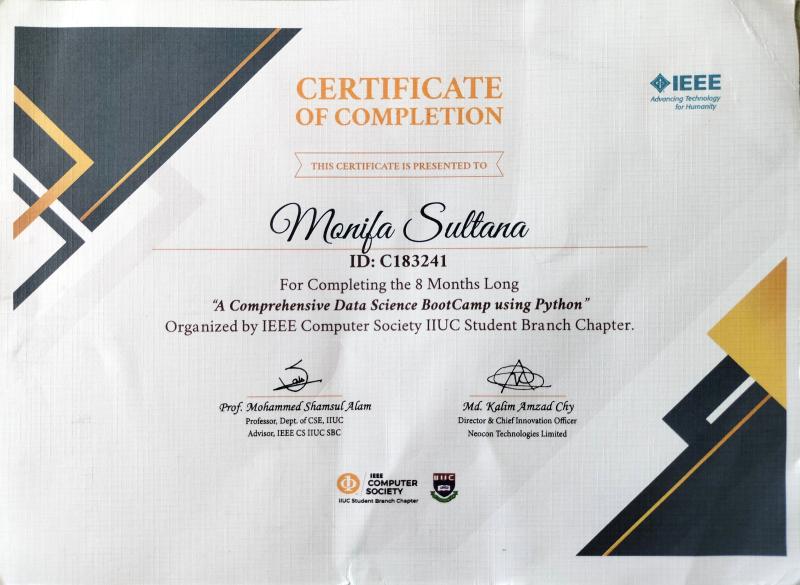 CERTIFICATE
OF COMPLETION
IEEE
Advancing Technology
for Humanity
THIS CERTIFICATE IS PRESENTED TO
Monifa Sultana
ID: C183241
For Completing the 8 Months Long
"A Comprehensive Data Science BootCamp using Python"
Organized by IEEE Computer Society IIUC Student Branch Chapter.
Prof. Mohammed Shamsul Alam
Professor, Dept. of CSE, IIUC
Advisor, IEEE CS IIUC SBC
Md. Kalim Amzad Chy
Director & Chief Innovation Officer
Neocon Technologies Limited
IEEE
COMPUTER
SOCIETY
IIUC Student Branch Chapter
IIUC